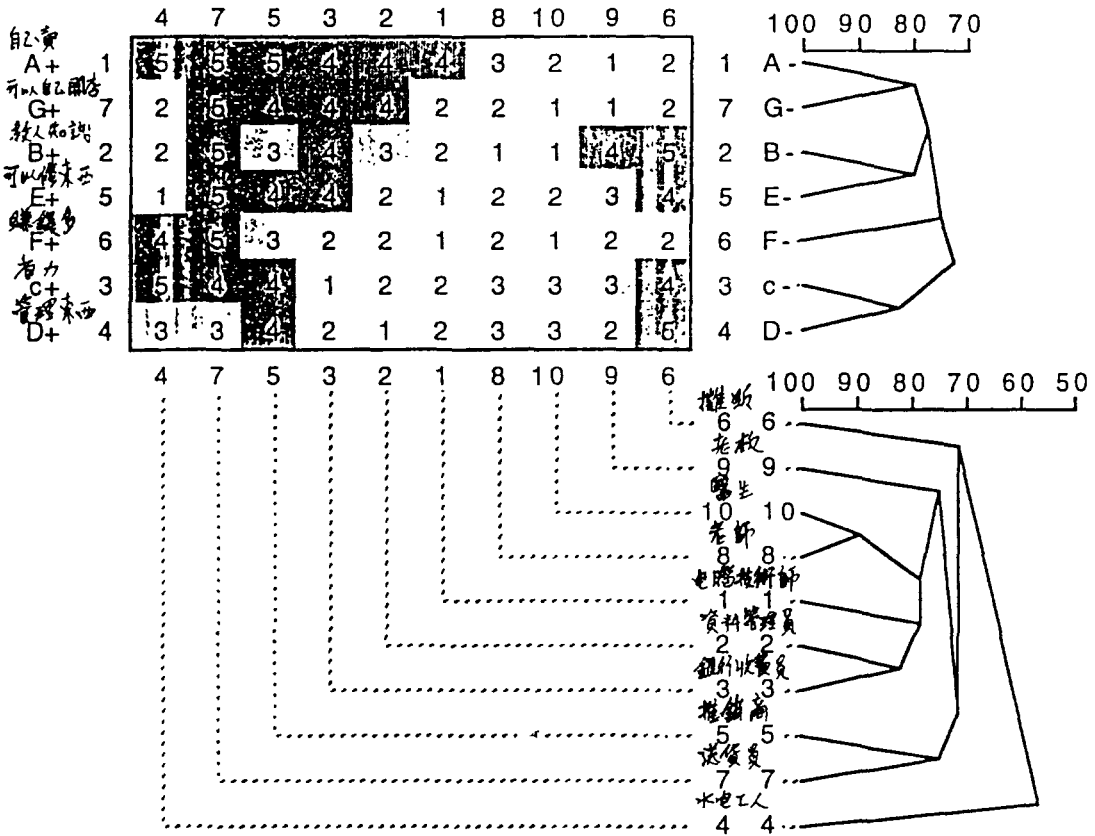 4 7 5 3 2 1 8 10 9 6 100 90 80 70
自己賣
A+ 1 5 5 5 5 4 4 4 3 2 1 2 1 A-
可以自己開店
G+ 7 2 5 4 4 4 2 2 1 1 2 7 G-
教人知識
B+ 2 2 5 3 4 3 2 1 1 4 5 2 B-
可以修東西
E+ 5 1 5 4 4 2 1 2 2 3 4 5 E-
賺錢多
F+ 6 4 5 3 2 2 1 2 1 2 2 6 F-
省力
c+ 3 5 4 4 1 2 2 3 3 3 4 3 c-
管理東西
D+ 4 3 3 4 2 1 2 3 3 2 5 4 D-
4 7 5 3 2 1 8 10 9 6 100 90 80 70 60 50
攤販
6 6
老板
9 9
醫生
10 10
老師
8 8
电腦技術師
1 1
資料管理員
2 2
銀行收費員
3 3
推銷商
5 5
送貨員
7 7
水电工人
4 4